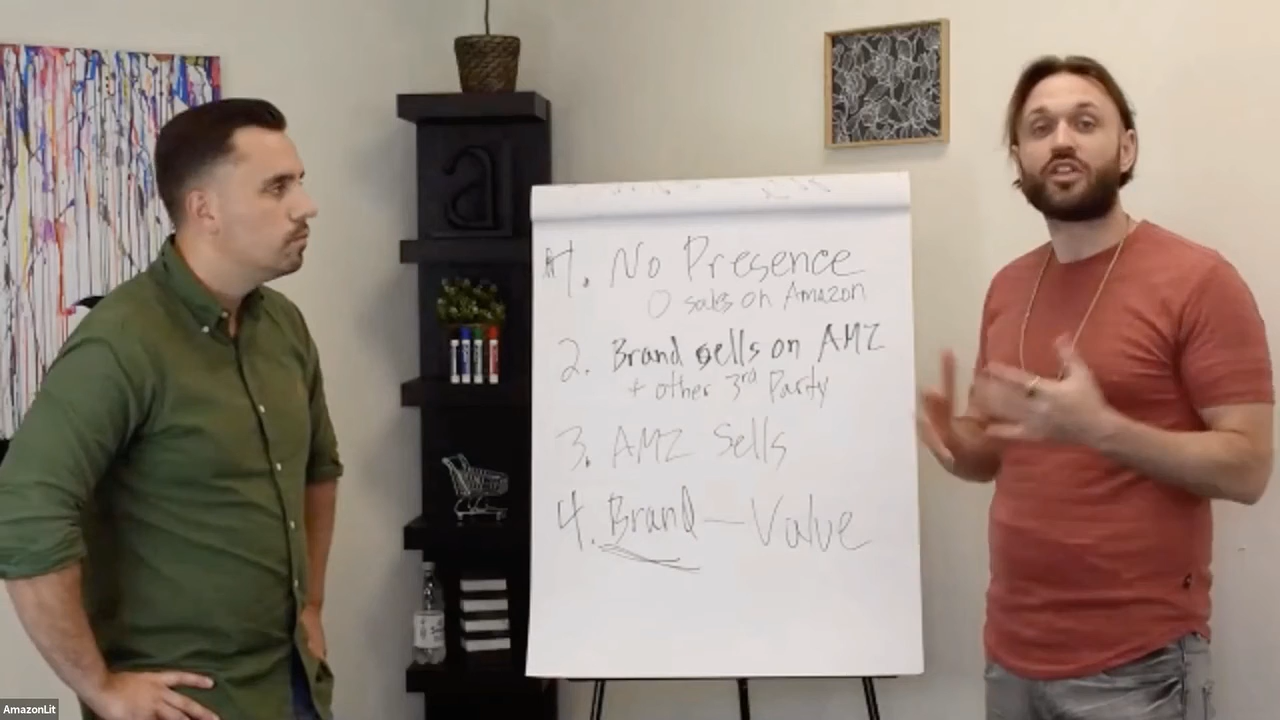 #1. No Presence
0 sales on Amazon
2. Brand sells on AMZ
+ other 3rd Party
3. AMZ Sells
4. Brand — Value
a
AmazonLit